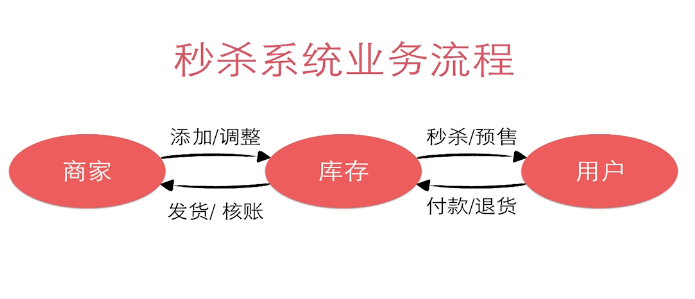 秒杀系统业务流程
添加/调整
秒杀/预售
商家
库存
用户
发货/ 核账
付款/退货